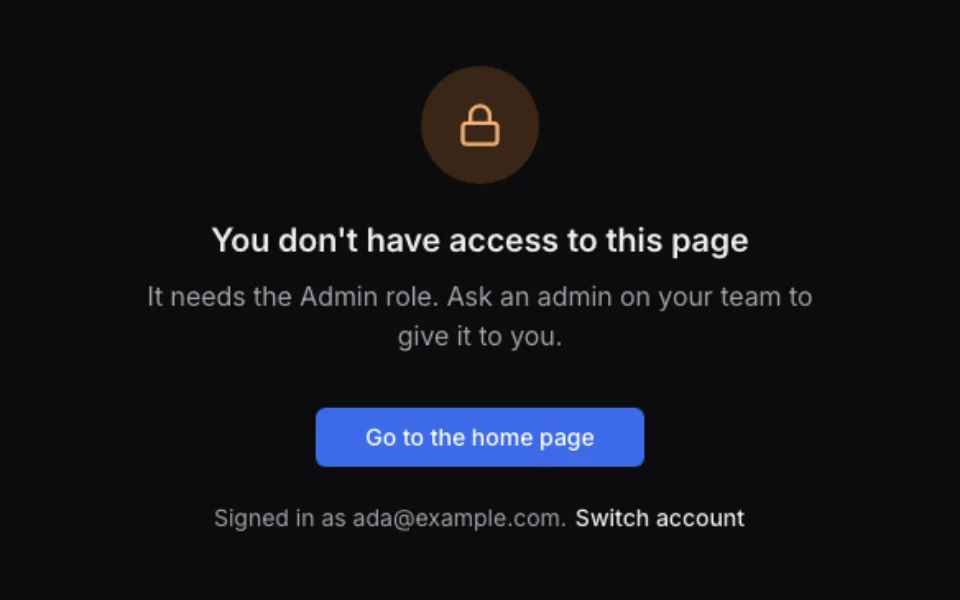 You don't have access to this page
It needs the Admin role. Ask an admin on your team to
give it to you.
Go to the home page
Signed in as ada@example.com. Switch account